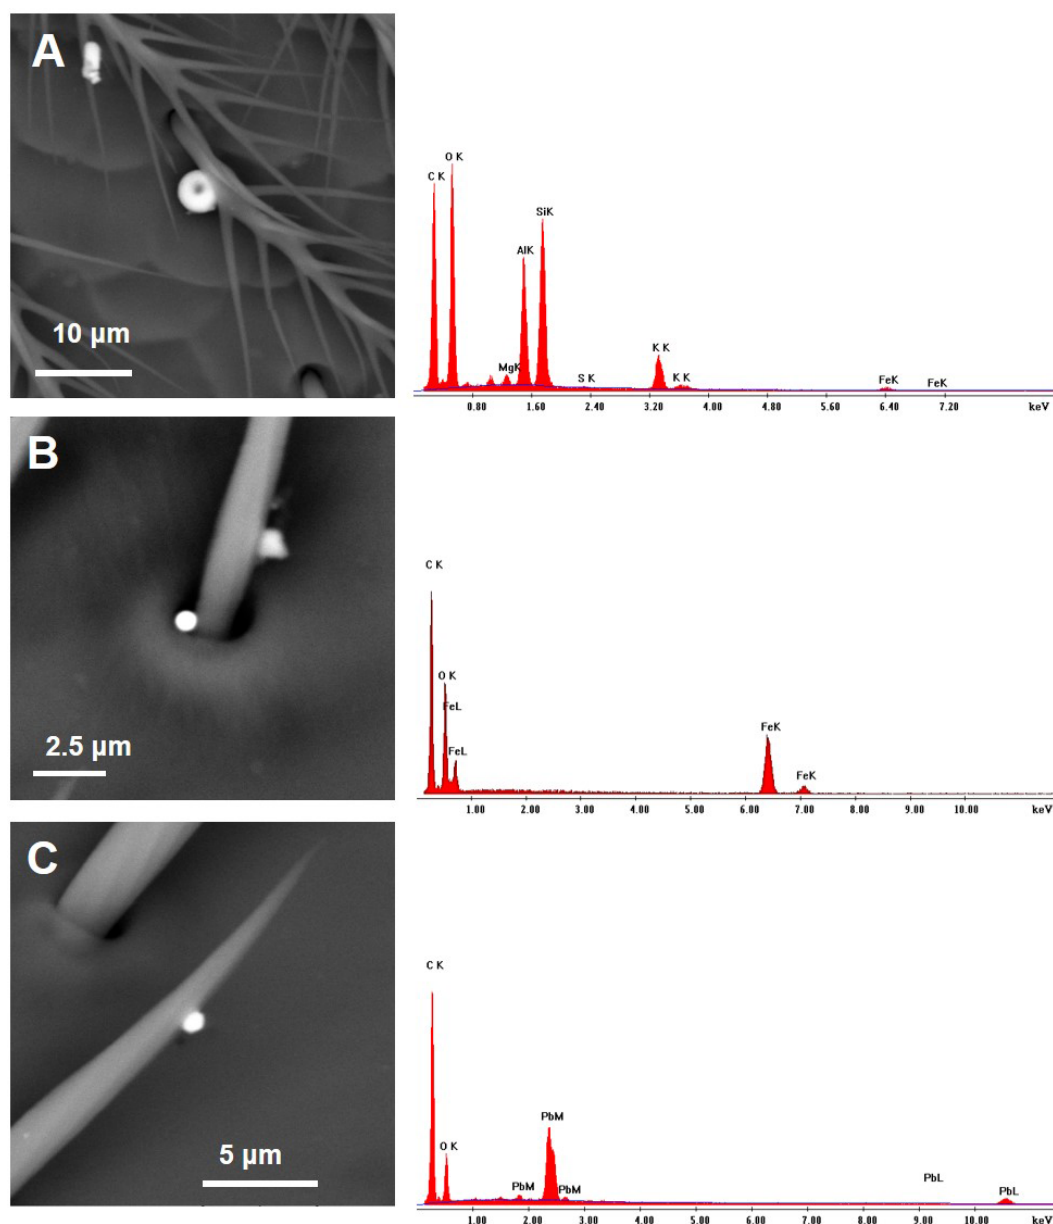 A
10 µm
C K
O K
AlK
SiK
MgK
S K
K K
K K
FeK
FeK
0.80 1.60 2.40 3.20 4.00 4.80 5.60 6.40 7.20 keV
B
2.5 µm
C K
O K
FeL
FeL
FeK
FeK
1.00 2.00 3.00 4.00 5.00 6.00 7.00 8.00 9.00 10.00 keV
C
5 µm
C K
O K
PbM
PbM
PbM
PbL
PbL
1.00 2.00 3.00 4.00 5.00 6.00 7.00 8.00 9.00 10.00 keV